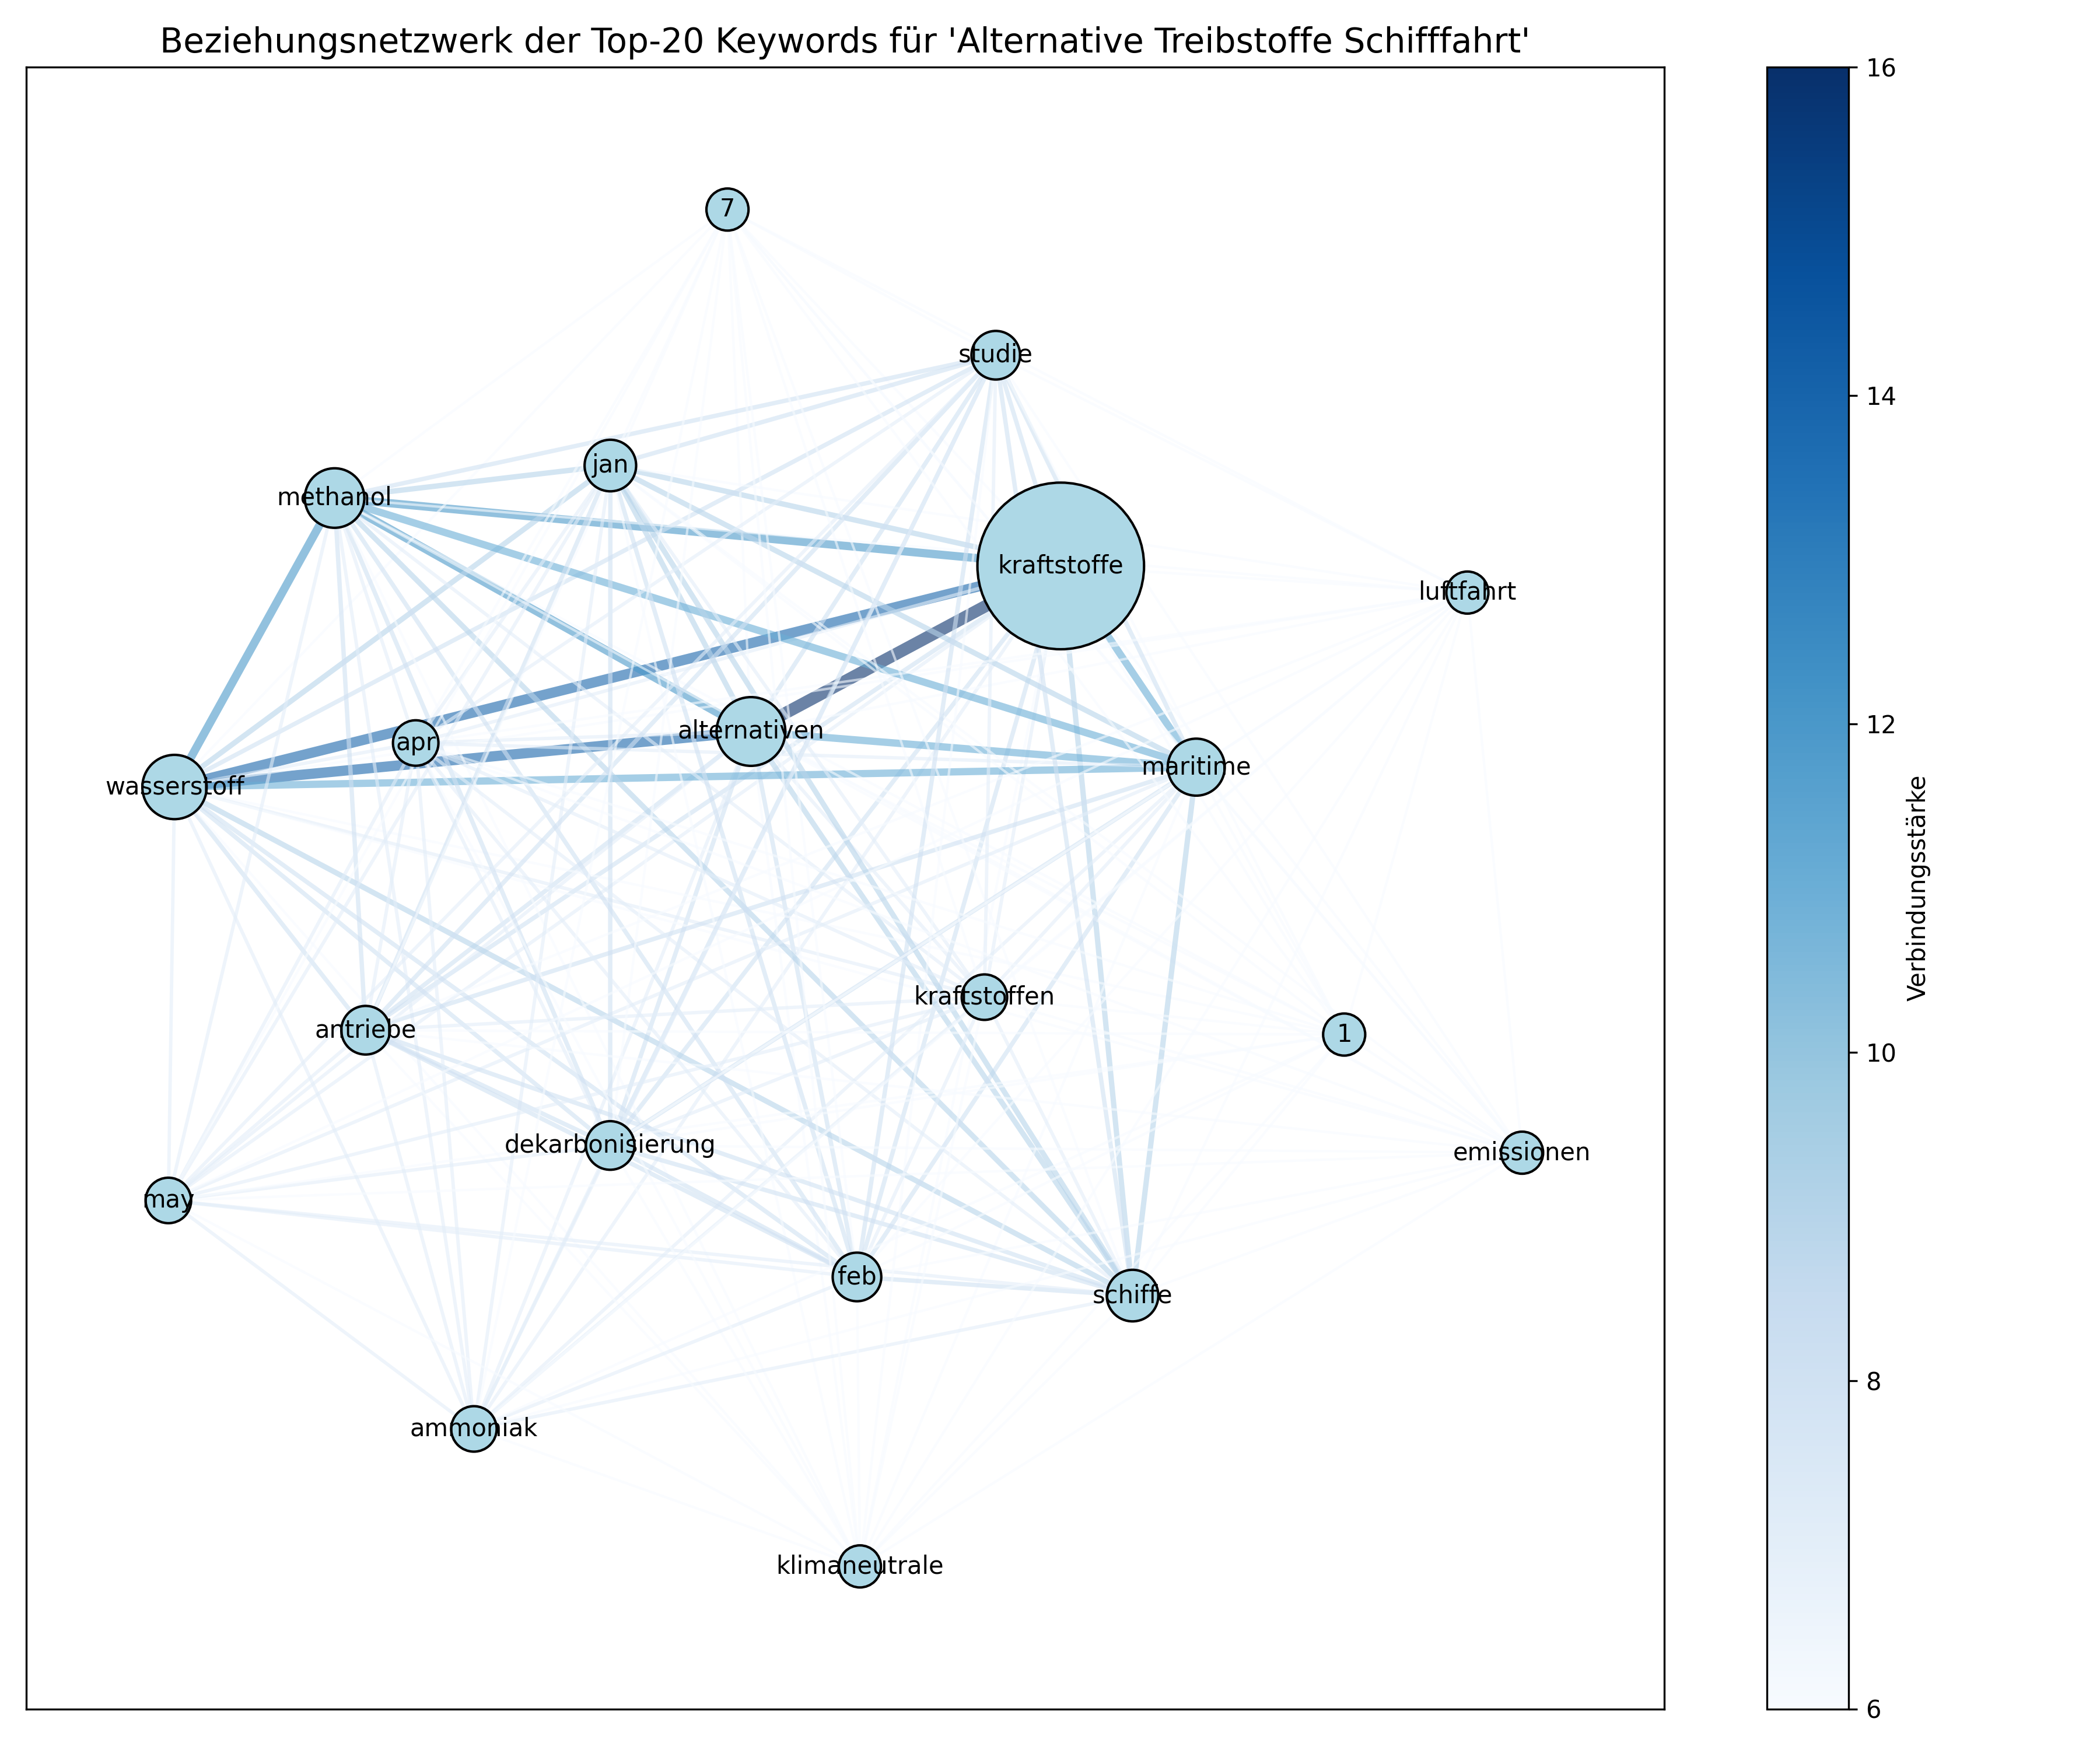 Beziehungsnetzwerk der Top-20 Keywords für 'Alternative Treibstoffe Schifffahrt'
7
studie
jan
methanol
kraftstoffe
luftfahrt
alternativen
apr
maritime
wasserstoff
kraftstoffen
antriebe
1
dekarbonisierung
emissionen
may
feb
schiffe
ammoniak
klimaneutrale
16
14
12
10
8
6
Verbindungsstärke